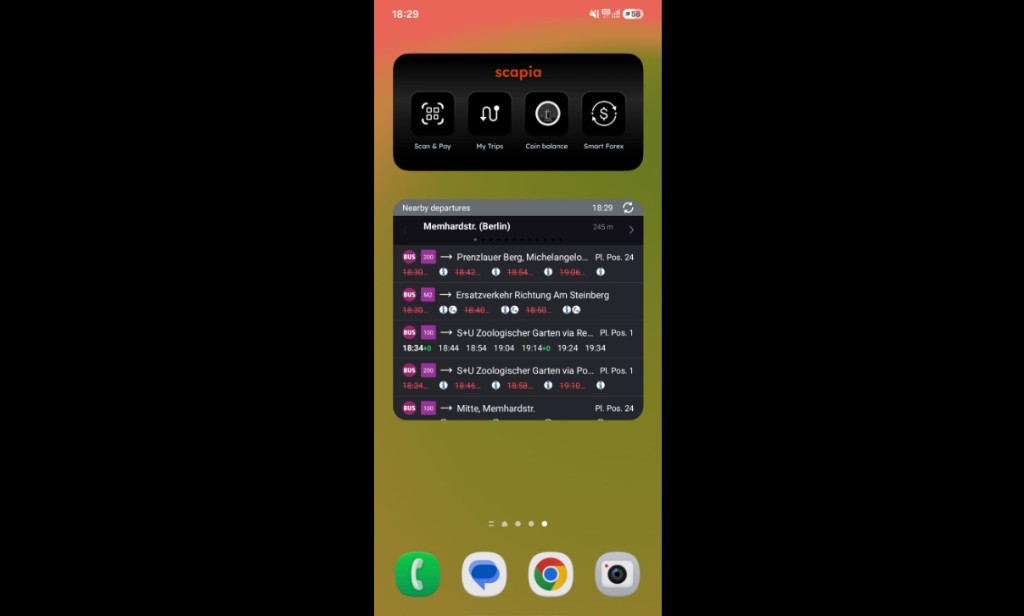 18:29
58
scapia
Scan & Pay My Trips Coin balance Smart Forex
Nearby departures 18:29
Memhardstr. (Berlin) 245 m
BUS 200 → Prenzlauer Berg, Michelangelo... Pl. Pos. 24
18:30... 18:42... 18:54... 19:06...
BUS M2 → Ersatzverkehr Richtung Am Steinberg
18:30... 18:40... 18:50...
BUS 100 → S+U Zoologischer Garten via Re... Pl. Pos. 1
18:34+0 18:44 18:54 19:04 19:14+0 19:24 19:34
BUS 200 → S+U Zoologischer Garten via Po... Pl. Pos. 1
18:34... 18:46... 18:58... 19:10...
BUS 100 → Mitte, Memhardstr. Pl. Pos. 24